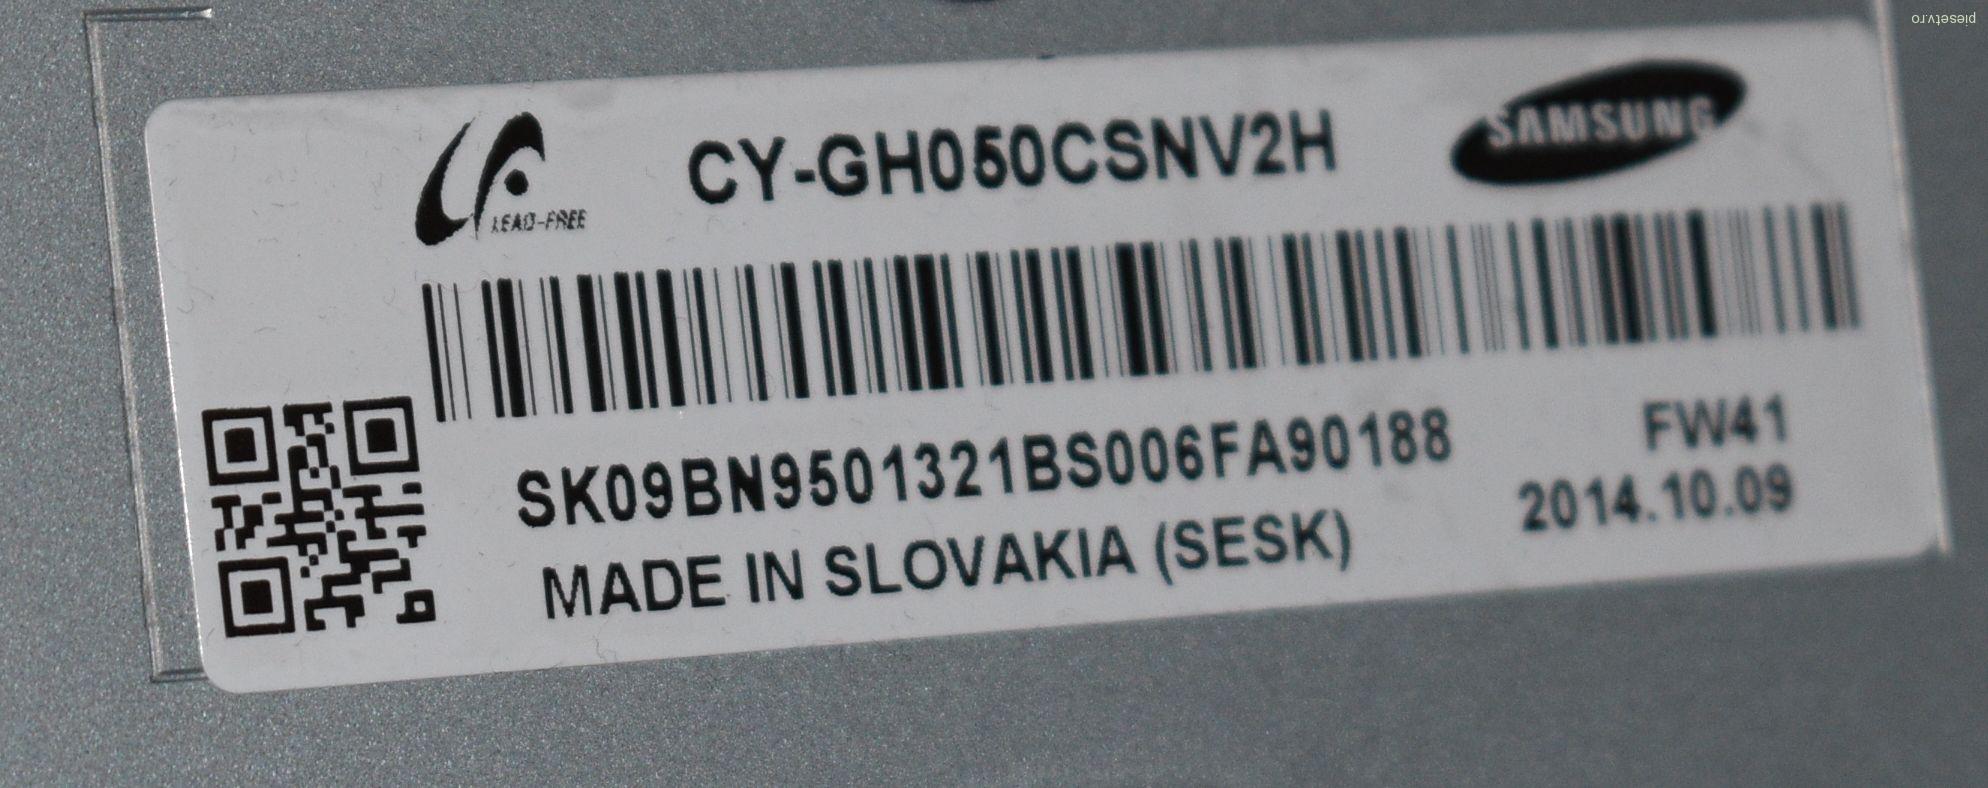 piesetv.ro
LEAD-FREE
CY-GH050CSNV2H
SAMSUNG
SK09BN9501321BS006FA90188
FW41
MADE IN SLOVAKIA (SESK)
2014.10.09